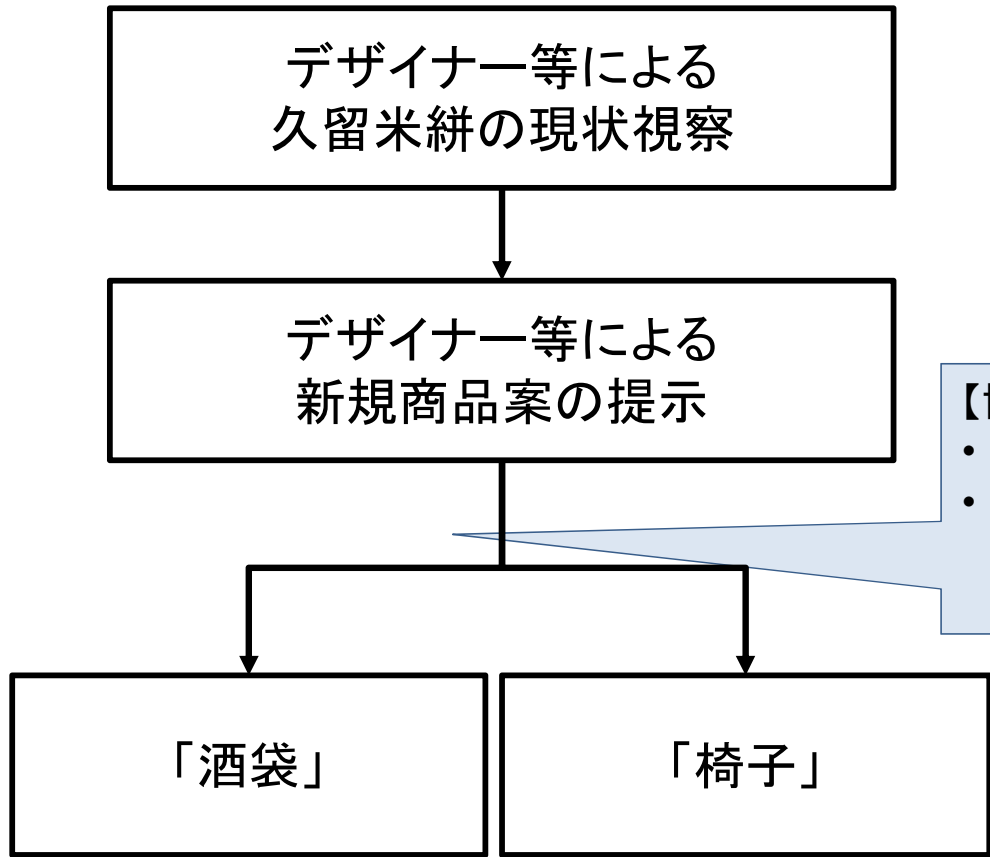 デザイナー等による
久留米絣の現状視察
デザイナー等による
新規商品案の提示
【
・
・
「酒袋」
「椅子」